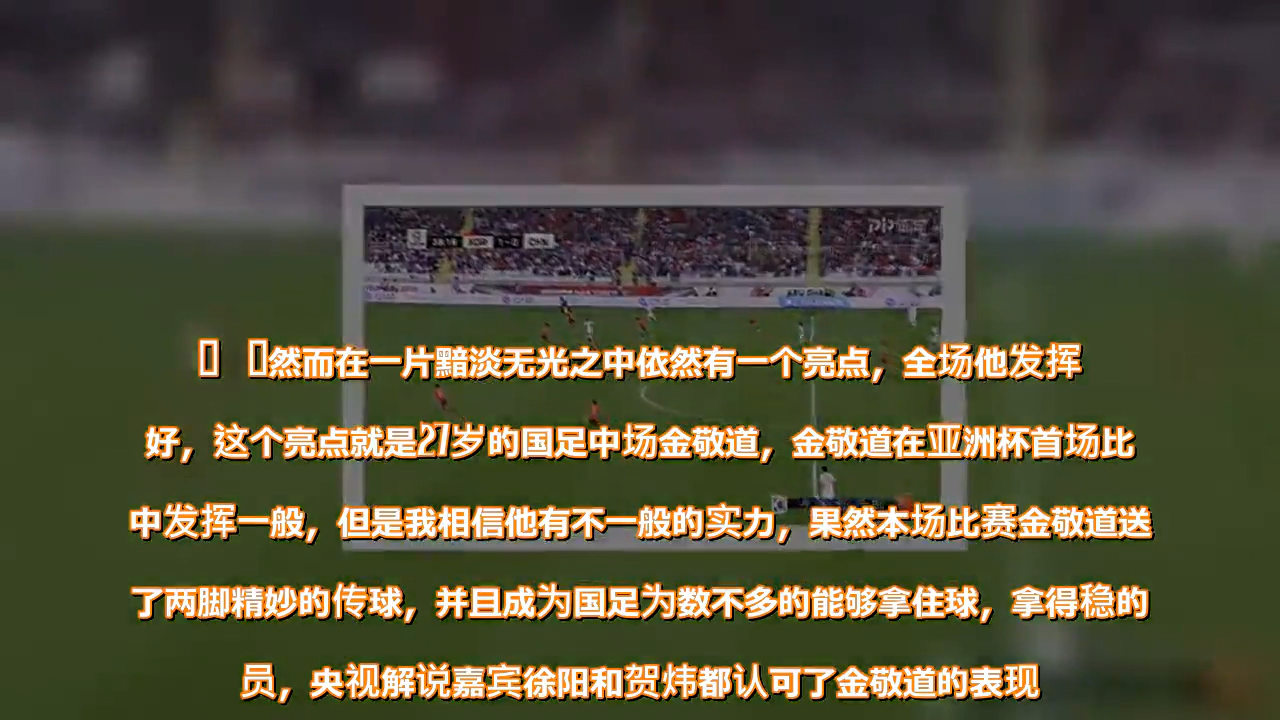 KOR 1-0 CHN
然而在一片黯淡无光之中依然有一个亮点，全场他发挥
好，这个亮点就是21岁的国足中场金敬道，金敬道在亚洲杯首场比
中发挥一般，但是我相信他有不一般的实力，果然本场比赛金敬道送
了两脚精妙的传球，并且成为国足为数不多的能够拿住球，拿得稳的
员，央视解说嘉宾徐阳和贺炜都认可了金敬道的表现